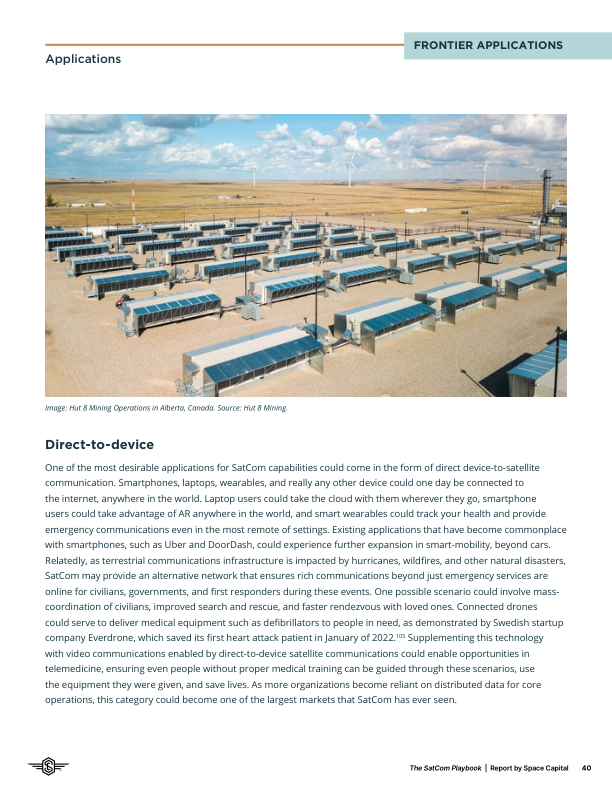 FRONTIER APPLICATIONS
Applications
Image: Hut 8 Mining Operations in Alberta, Canada. Source: Hut 8 Mining.
Direct-to-device
One of the most desirable applications for SatCom capabilities could come in the form of direct device-to-satellite
communication. Smartphones, laptops, wearables, and really any other device could one day be connected to
the internet, anywhere in the world. Laptop users could take the cloud with them wherever they go, smartphone
users could take advantage of AR anywhere in the world, and smart wearables could track your health and provide
emergency communications even in the most remote of settings. Existing applications that have become commonplace
with smartphones, such as Uber and DoorDash, could experience further expansion in smart-mobility, beyond cars.
Relatedly, as terrestrial communications infrastructure is impacted by hurricanes, wildfires, and other natural disasters,
SatCom may provide an alternative network that ensures rich communications beyond just emergency services are
online for civilians, governments, and first responders during these events. One possible scenario could involve mass-
coordination of civilians, improved search and rescue, and faster rendezvous with loved ones. Connected drones
could serve to deliver medical equipment such as defibrillators to people in need, as demonstrated by Swedish startup
company Everdrone, which saved its first heart attack patient in January of 2022.¹⁰⁵ Supplementing this technology
with video communications enabled by direct-to-device satellite communications could enable opportunities in
telemedicine, ensuring even people without proper medical training can be guided through these scenarios, use
the equipment they were given, and save lives. As more organizations become reliant on distributed data for core
operations, this category could become one of the largest markets that SatCom has ever seen.
The SatCom Playbook | Report by Space Capital 40